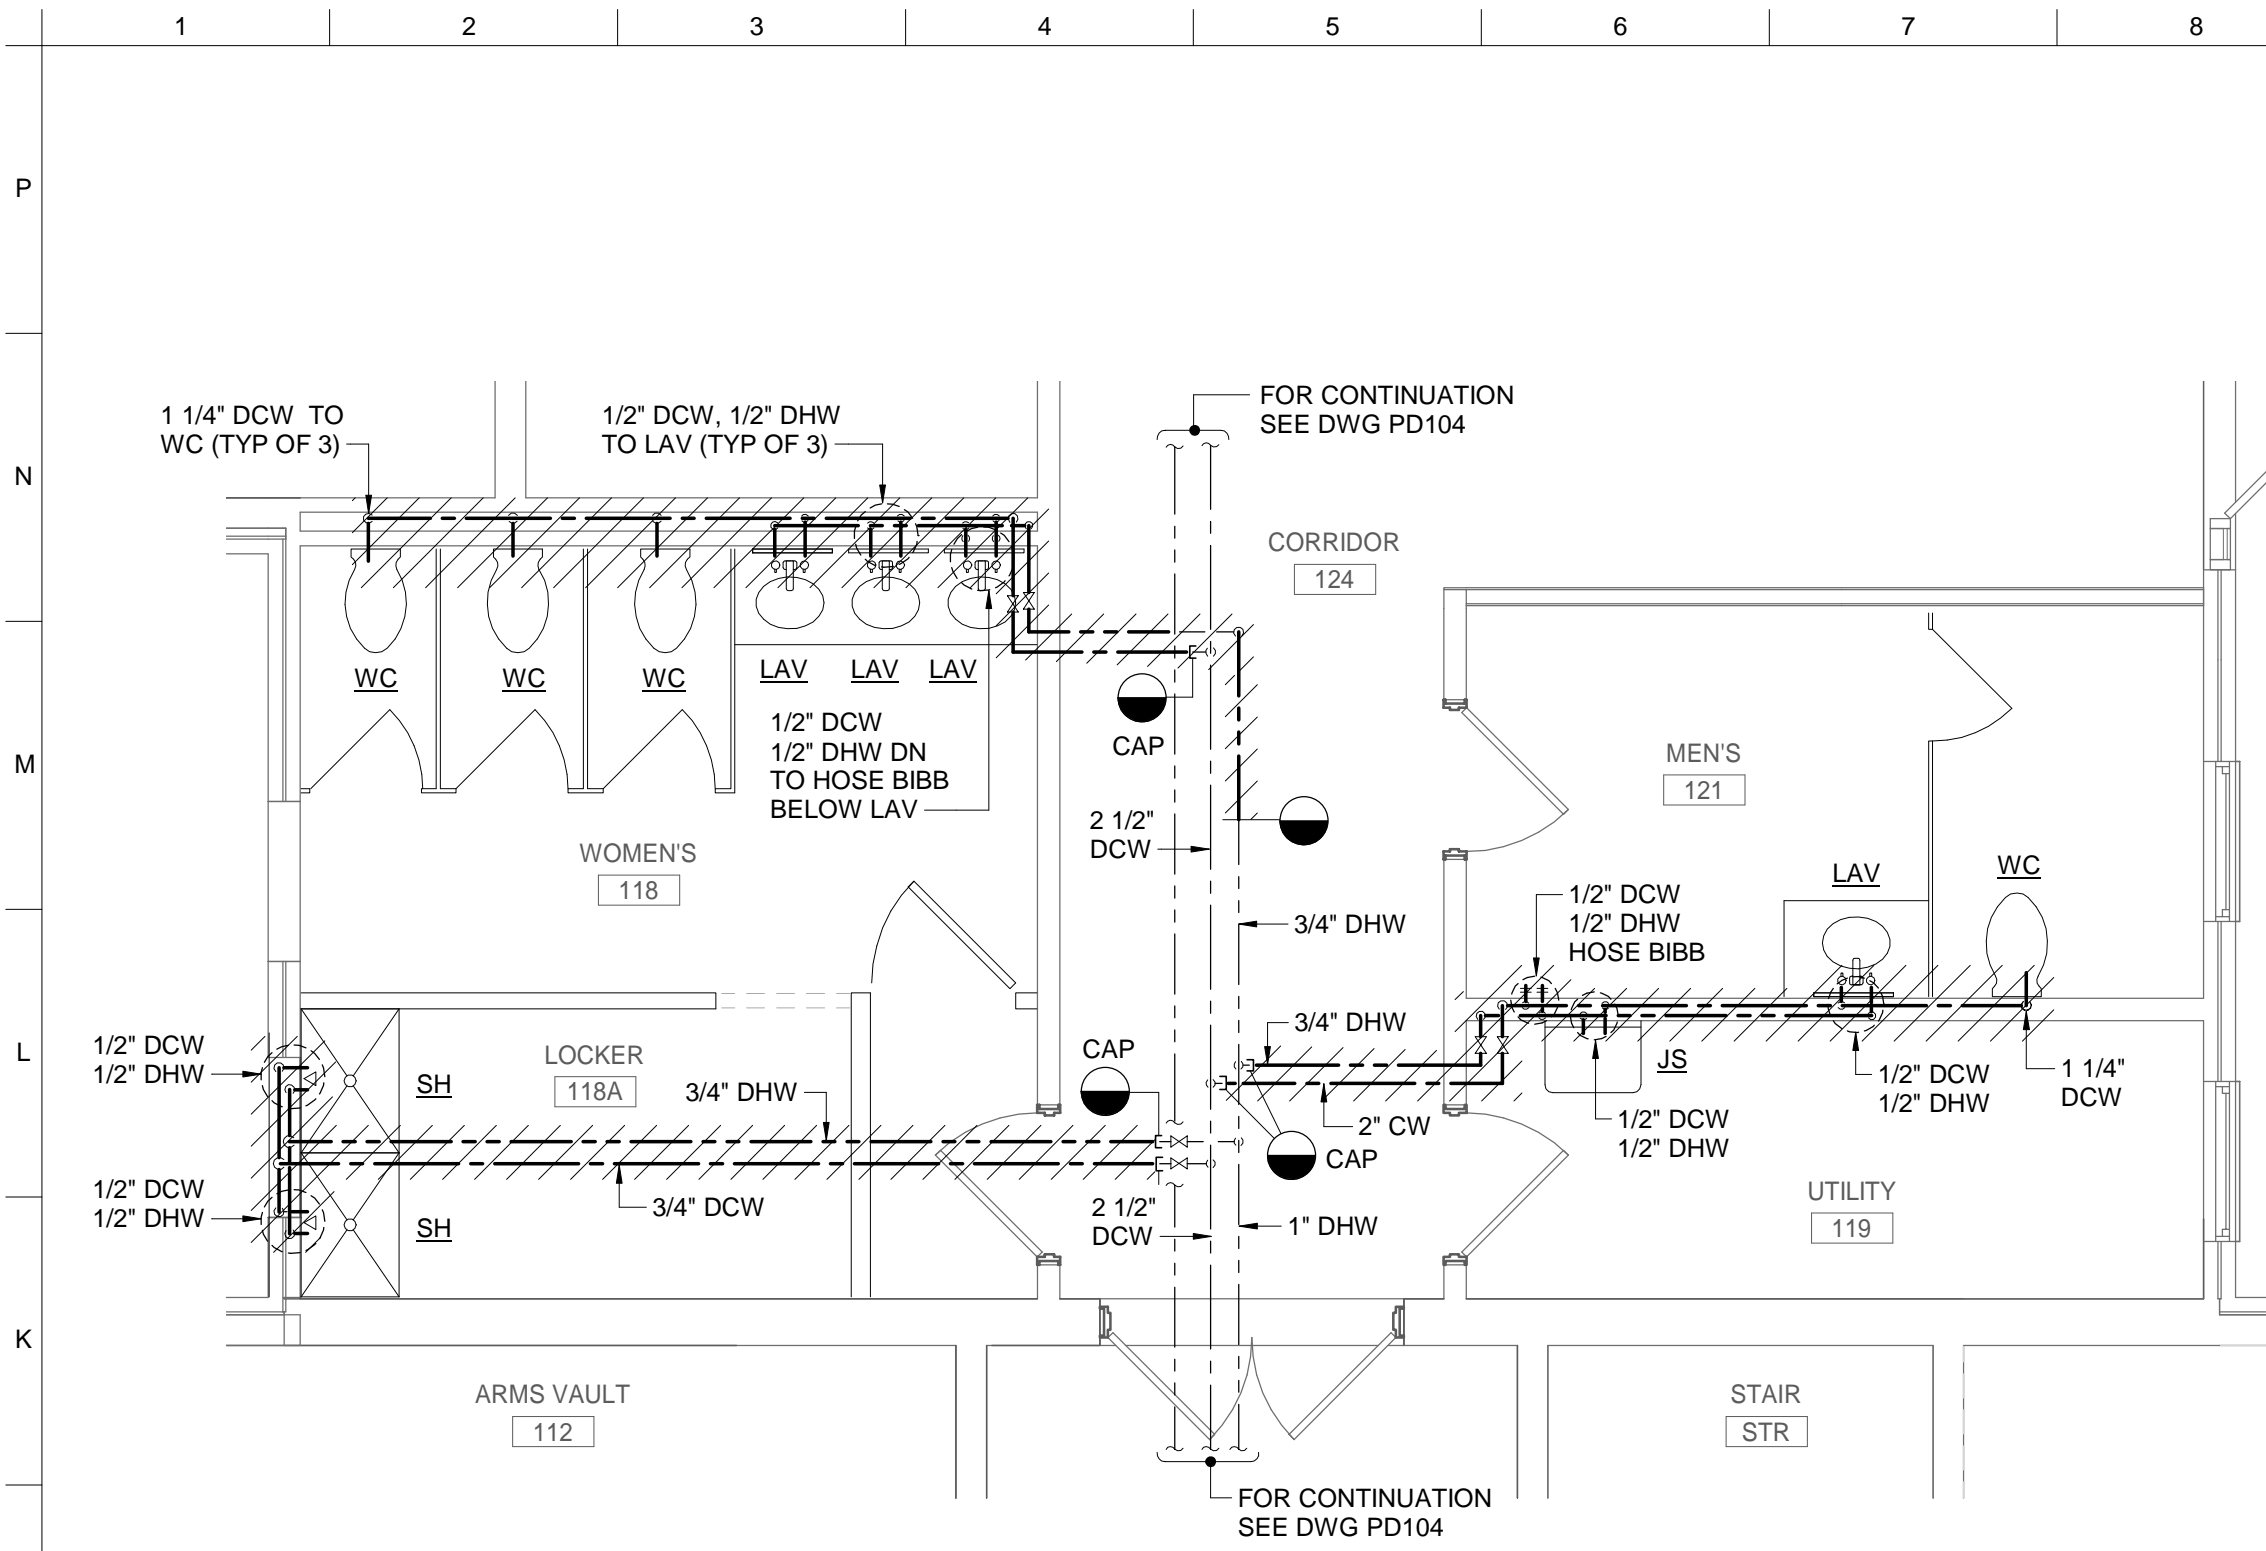 1 2 3 4 5 6 7 8
P
N
M
L
K
1 1/4" DCW TO
WC (TYP OF 3)
1/2" DCW, 1/2" DHW
TO LAV (TYP OF 3)
FOR CONTINUATION
SEE DWG PD104
CORRIDOR
124
WC
WC
WC
LAV
LAV
LAV
1/2" DCW
1/2" DHW DN
TO HOSE BIBB
BELOW LAV
CAP
MEN'S
121
2 1/2"
DCW
WOMEN'S
118
LAV
WC
1/2" DCW
1/2" DHW
HOSE BIBB
3/4" DHW
3/4" DHW
1/2" DCW
1/2" DHW
LOCKER
118A
SH
3/4" DHW
CAP
JS
1/2" DCW
1/2" DHW
1 1/4"
DCW
2" CW
1/2" DCW
1/2" DHW
CAP
1/2" DCW
1/2" DHW
SH
3/4" DCW
2 1/2"
DCW
1" DHW
UTILITY
119
ARMS VAULT
112
STAIR
STR
FOR CONTINUATION
SEE DWG PD104